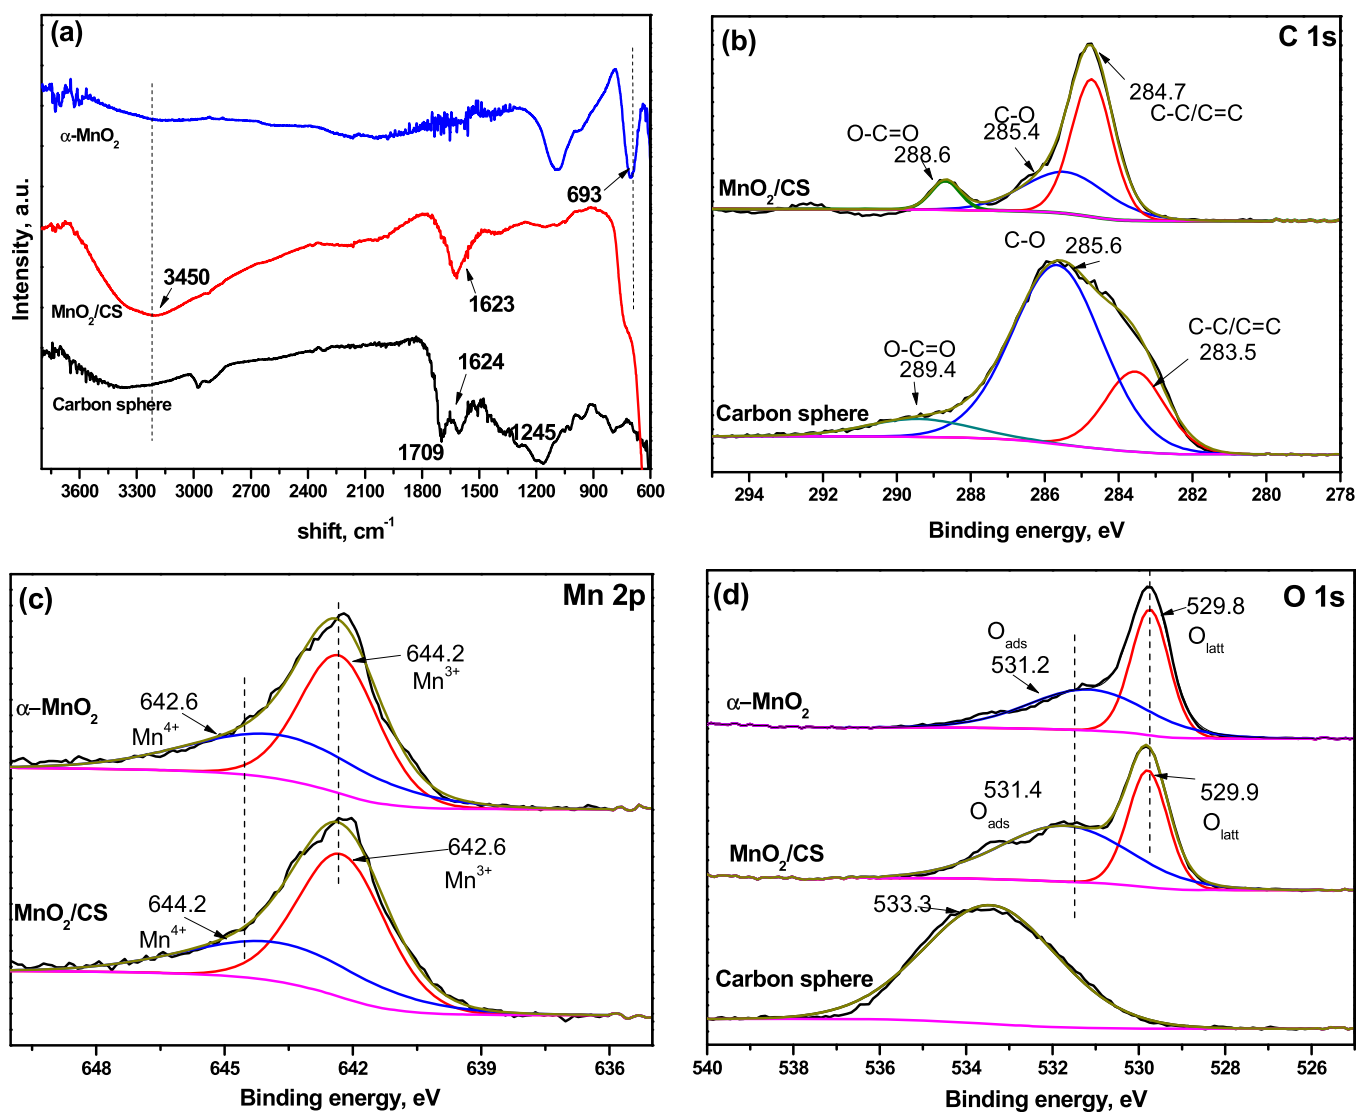 (a)
α-MnO2
693
3450
MnO2/CS
1623
1624
Carbon sphere
1709
1245
Intensity, a.u.
3600 3300 3000 2700 2400 2100 1800 1500 1200 900 600
shift, cm-1
(b)
C 1s
284.7
C-C/C=C
C-O
285.4
O-C=O
288.6
MnO2/CS
C-O
285.6
C-C/C=C
283.5
O-C=O
289.4
Carbon sphere
294 292 290 288 286 284 282 280 278
Binding energy, eV
(c)
Mn 2p
644.2
Mn3+
642.6
Mn4+
α–MnO2
642.6
Mn3+
644.2
Mn4+
MnO2/CS
648 645 642 639 636
Binding energy, eV
(d)
O 1s
529.8
Olatt
Oads
531.2
α-MnO2
531.4
Oads
529.9
Olatt
MnO2/CS
533.3
Carbon sphere
540 538 536 534 532 530 528 526
Binding energy, eV